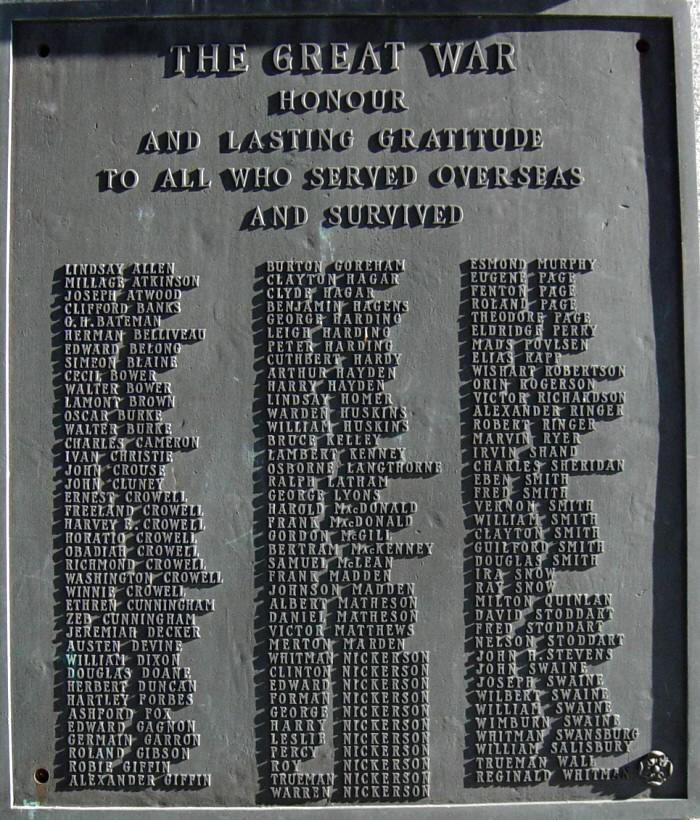 THE GREAT WAR
HONOUR
AND LASTING GRATITUDE
TO ALL WHO SERVED OVERSEAS
AND SURVIVED
LINDSAY ALLEN
MILLAGE ATKINSON
JOSEPH ATWOOD
CLIFFORD BANKS
G.H. BATEMAN
HERMAN BELLIVEAU
EDWARD BELONG
SIMEON BLAINE
CECIL BOWER
WALTER BOWER
LAMONT BROWN
OSCAR BURKE
WALTER BURKE
CHARLES CAMERON
IVAN CHRISTIE
JOHN CROUSE
JOHN CLUNEY
ERNEST CROWELL
FREELAND CROWELL
HARVEY E. CROWELL
HORATIO CROWELL
OBADIAH CROWELL
RICHMOND CROWELL
WASHINGTON CROWELL
WINNIE CROWELL
ETHREN CUNNINGHAM
ZEB CUNNINGHAM
JEREMIAH DECKER
AUSTEN DEVINE
WILLIAM DIXON
DOUGLAS DOANE
HERBERT DUNCAN
HARTLEY FORBES
ASHFORD FOX
EDWARD GAGNON
GERMAIN GARRON
ROLAND GIBSON
ROBIE GIFFIN
ALEXANDER GIFFIN
BURTON GOREHAM
CLAYTON HAGAR
CLYDE HAGAR
BENJAMIN HAGENS
GEORGE HARDING
LEIGH HARDING
PETER HARDING
CUTHBERT HARDY
ARTHUR HAYDEN
HARRY HAYDEN
LINDSAY HOMER
WARDEN HUSKINS
WILLIAM HUSKINS
BRUCE KELLEY
LAMBERT KENNEY
OSBORNE LANGTHORNE
RALPH LATHAM
GEORGE LYONS
HAROLD MacDONALD
FRANK MacDONALD
GORDON McGILL
BERTRAM MacKENNEY
SAMUEL McLEAN
FRANK MADDEN
JOHNSON MADDEN
ALBERT MATHESON
DANIEL MATHESON
VICTOR MATTHEWS
MERTON MARDEN
WHITMAN NICKERSON
CLINTON NICKERSON
EDWARD NICKERSON
FORMAN NICKERSON
GEORGE NICKERSON
HARRY NICKERSON
LESLIE NICKERSON
PERCY NICKERSON
ROY NICKERSON
TRUEMAN NICKERSON
WARREN NICKERSON
ESMOND MURPHY
EUGENE PAGE
FENTON PAGE
ROLAND PAGE
THEODORE PAGE
ELDRIDGE PERRY
MADS POVLSEN
ELIAS RAPP
WISHART ROBERTSON
ORIN ROGERSON
VICTOR RICHARDSON
ALEXANDER RINGER
ROBERT RINGER
MARVIN RYER
IRVIN SHAND
CHARLES SHERIDAN
EBEN SMITH
FRED SMITH
VERNON SMITH
WILLIAM SMITH
CLAYTON SMITH
GUILFORD SMITH
DOUGLAS SMITH
IRA SNOW
RAY SNOW
MILTON QUINLAN
DAVID STODDART
FRED STODDART
NELSON STODDART
JOHN H. STEVENS
JOHN SWAINE
JOSEPH SWAINE
WILBERT SWAINE
WILLIAM SWAINE
WIMBURN SWAINE
WHITMAN SWANSBURG
WILLIAM SALISBURY
TRUEMAN WALL
REGINALD WHITMAN